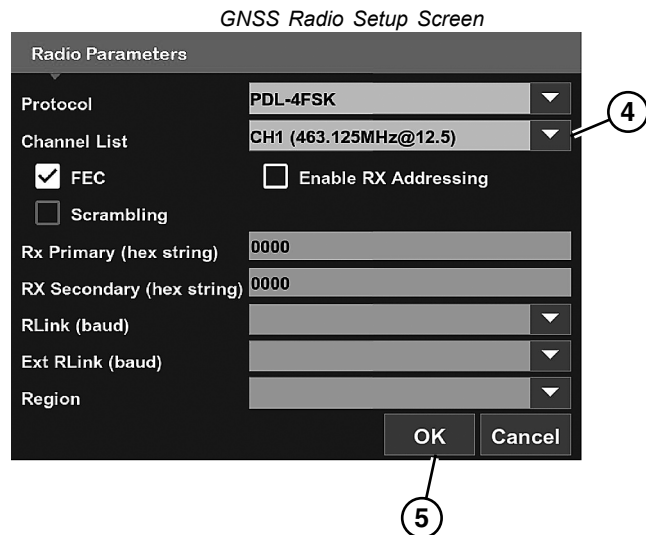 GNSS Radio Setup Screen
Radio Parameters
Protocol PDL-4FSK
4
Channel List CH1 (463.125MHz@12.5)
FEC Enable RX Addressing
Scrambling
Rx Primary (hex string) 0000
RX Secondary (hex string) 0000
RLink (baud)
Ext RLink (baud)
Region
OK Cancel
5